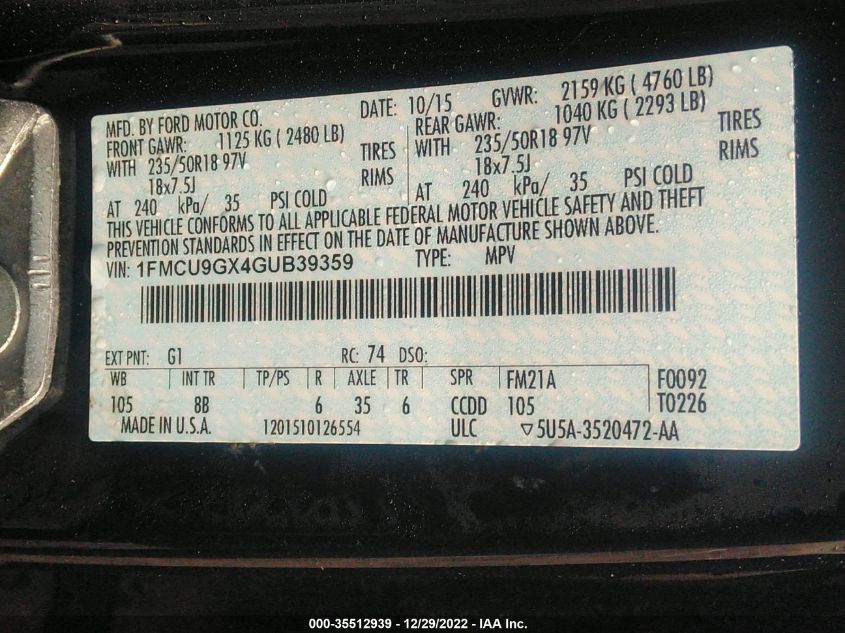 MFD. BY FORD MOTOR CO. DATE: 10/15 GVWR: 2159 KG ( 4760 LB)
FRONT GAWR: 1125 KG ( 2480 LB) REAR GAWR: 1040 KG ( 2293 LB)
WITH 235/50R18 97V TIRES WITH 235/50R18 97V TIRES
18x7.5J RIMS 18x7.5J RIMS
AT 240 kPa/ 35 PSI COLD AT 240 kPa/ 35 PSI COLD
THIS VEHICLE CONFORMS TO ALL APPLICABLE FEDERAL MOTOR VEHICLE SAFETY AND THEFT
PREVENTION STANDARDS IN EFFECT ON THE DATE OF MANUFACTURE SHOWN ABOVE.
VIN: 1FMCU9GX4GUB39359 TYPE: MPV
EXT PNT: G1 RC: 74 DSO:
WB INT TR TP/PS R AXLE TR SPR FM21A F0092
105 8B 6 35 6 CCDD 105 T0226
MADE IN U.S.A. 1201510126554 ULC ▽5U5A-3520472-AA
000-35512939 - 12/29/2022 - IAA Inc.